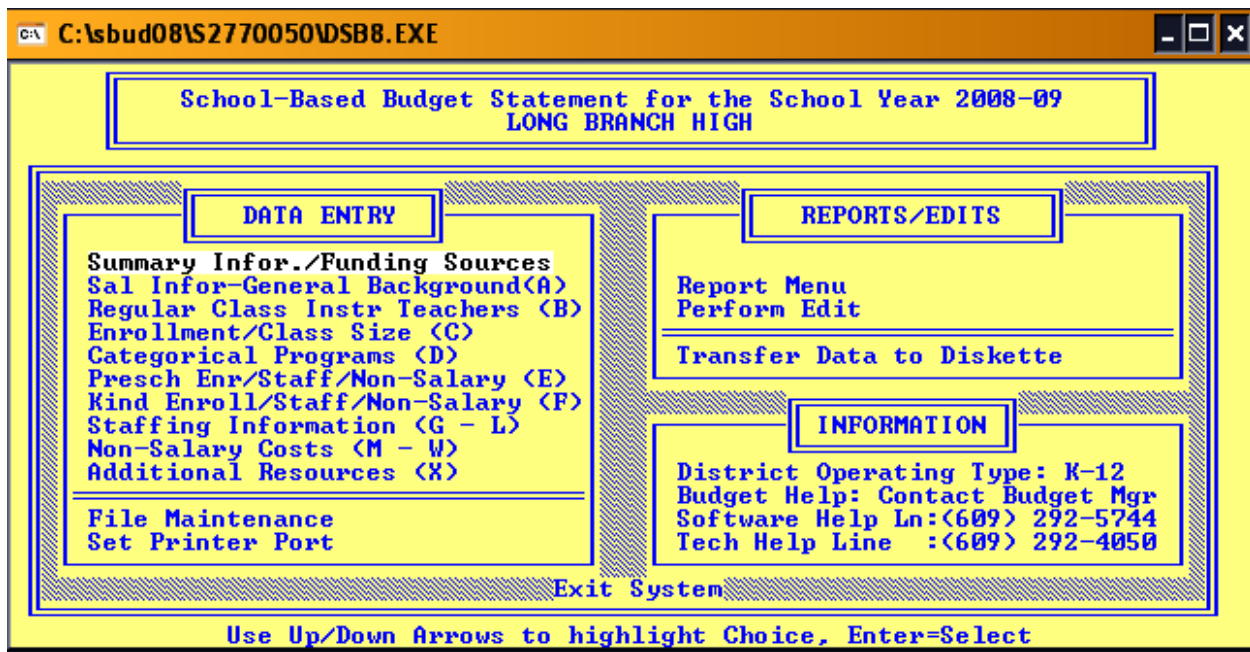 C:\sbud08\S2770050\DSB8.EXE
School-Based Budget Statement for the School Year 2008-09
LONG BRANCH HIGH
DATA ENTRY
Summary Infor./Funding Sources
Sal Infor-General Background(A)
Regular Class Instr Teachers (B)
Enrollment/Class Size (C)
Categorical Programs (D)
Presch Enr/Staff/Non-Salary (E)
Kind Enroll/Staff/Non-Salary (F)
Staffing Information (G - L)
Non-Salary Costs (M - W)
Additional Resources (X)
File Maintenance
Set Printer Port
REPORTS/EDITS
Report Menu
Perform Edit
Transfer Data to Diskette
INFORMATION
District Operating Type: K-12
Budget Help: Contact Budget Mgr
Software Help Ln:(609) 292-5744
Tech Help Line  :(609) 292-4050
Exit System
Use Up/Down Arrows to highlight Choice, Enter=Select